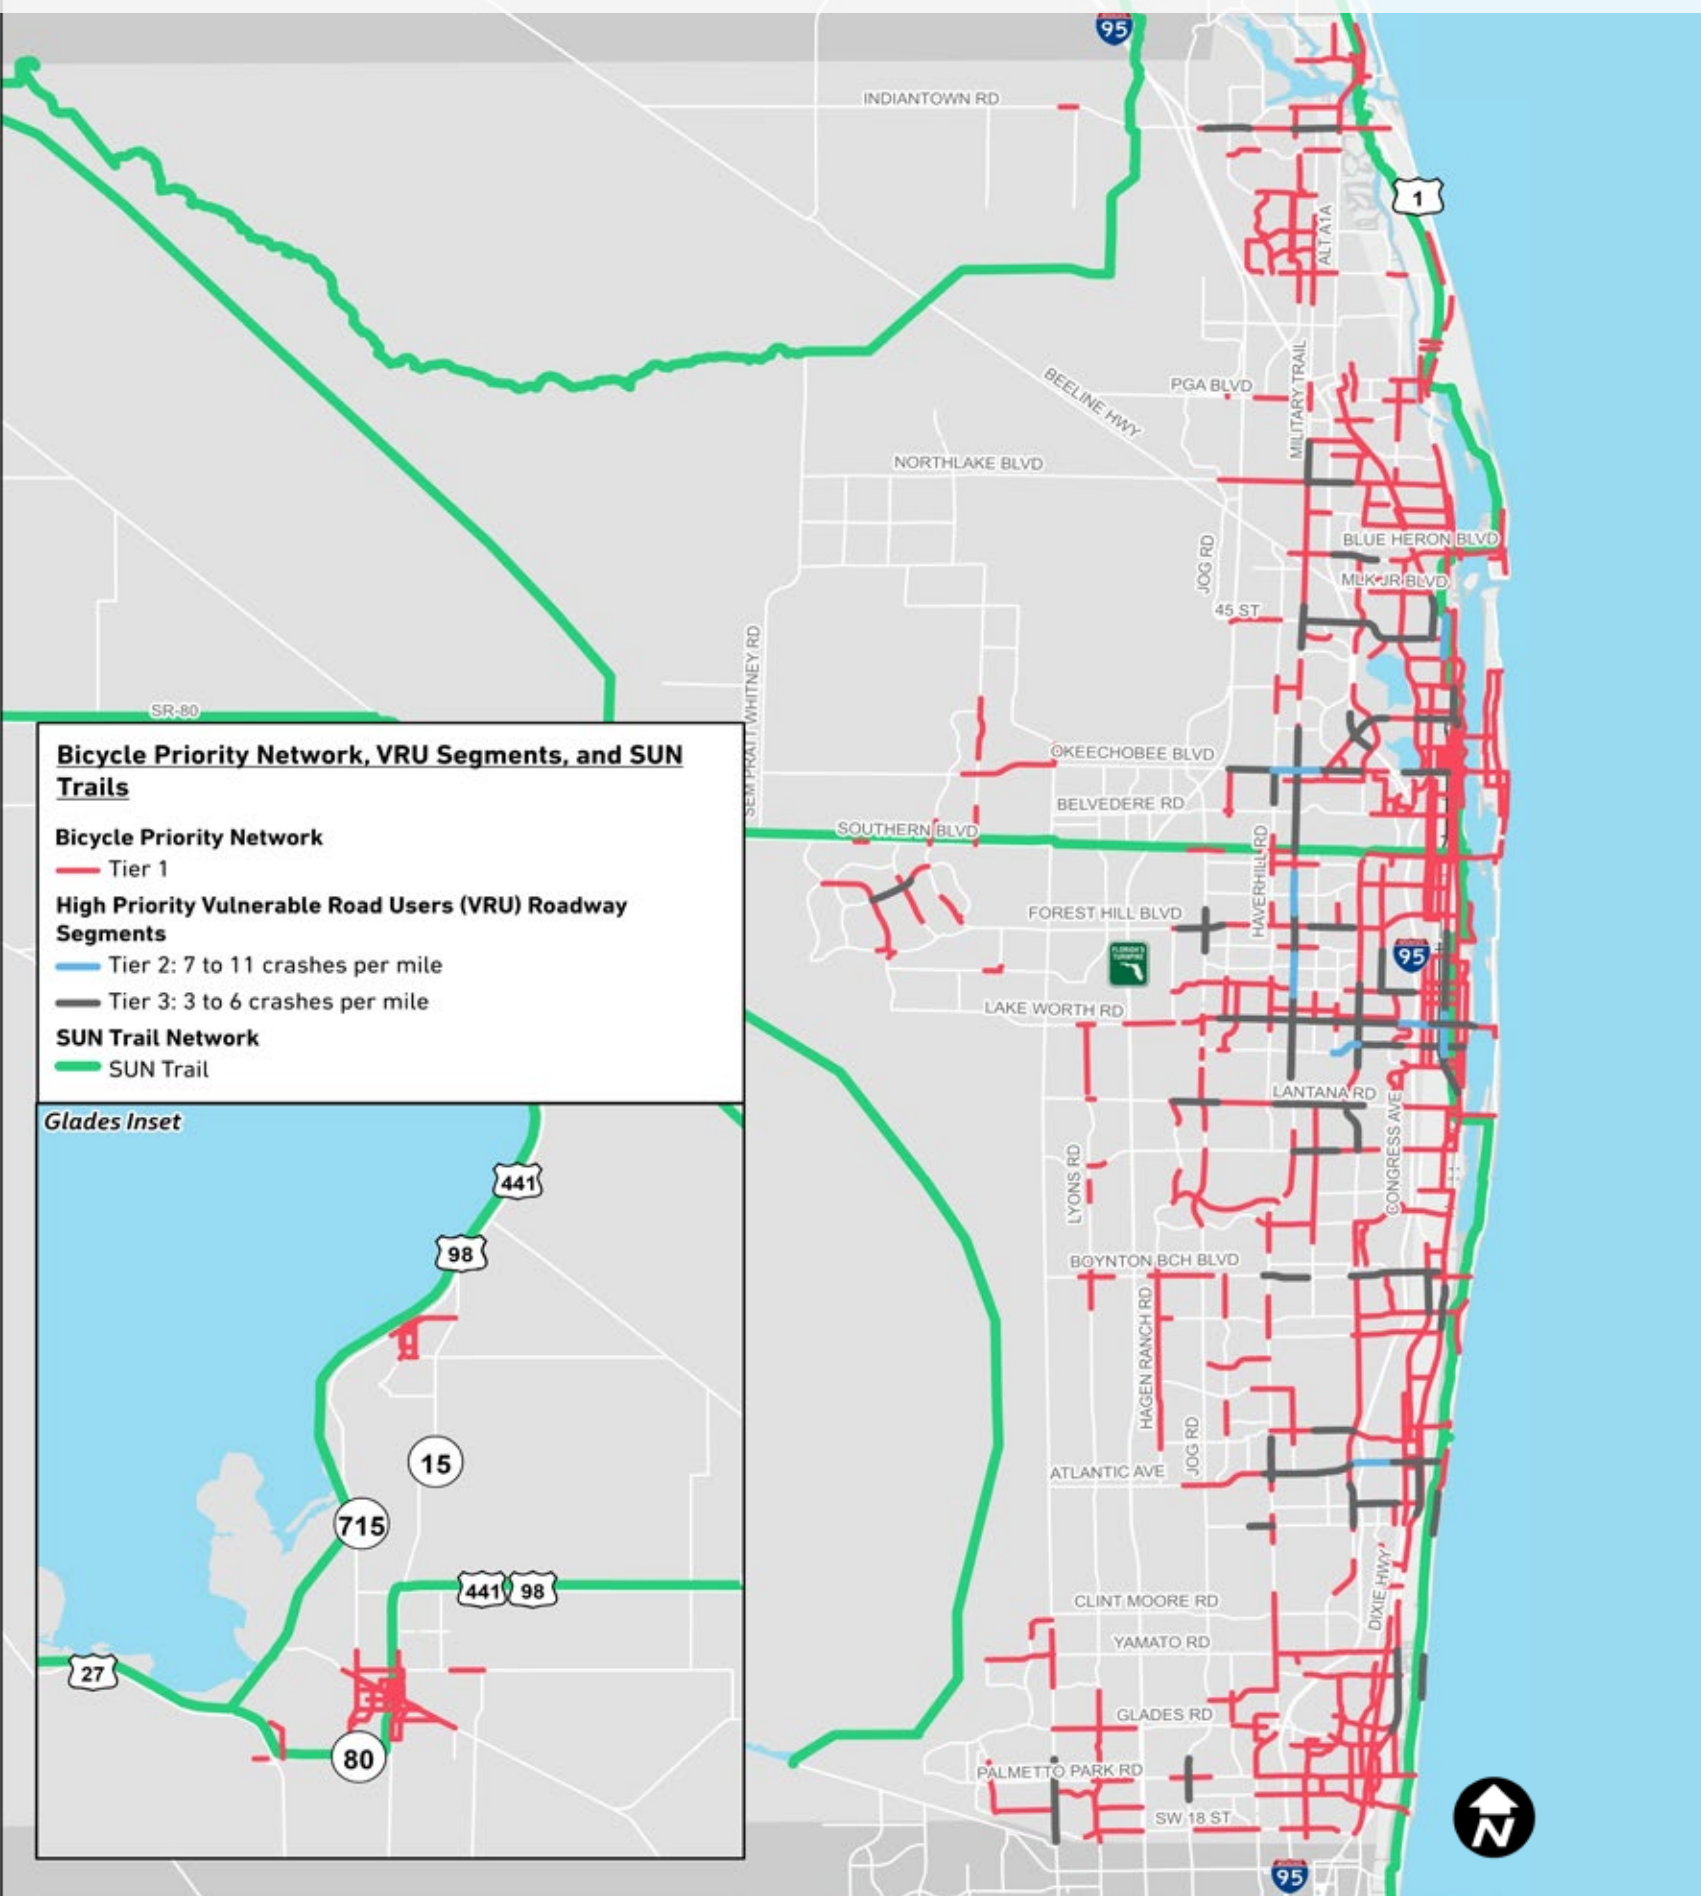 95
INDIANTOWN RD
1
ALT A1A
MILITARY TRAIL
BEELINE HWY
PGA BLVD
NORTHLAKE BLVD
JOG RD
BLUE HERON BLVD
MLK JR BLVD
45 ST
SEM PRATT WHITNEY RD
SR-80
OKEECHOBEE BLVD
BELVEDERE RD
SOUTHERN BLVD
HAVERHILL RD
FOREST HILL BLVD
FLORIDA'S
TURNPIKE
95
LAKE WORTH RD
LANTANA RD
CONGRESS AVE
LYONS RD
BOYNTON BCH BLVD
HAGEN RANCH RD
JOG RD
ATLANTIC AVE
DIXIE HWY
CLINT MOORE RD
YAMATO RD
GLADES RD
PALMETTO PARK RD
SW 18 ST
95
N
Bicycle Priority Network, VRU Segments, and SUN
Trails
Bicycle Priority Network
Tier 1
High Priority Vulnerable Road Users (VRU) Roadway
Segments
Tier 2: 7 to 11 crashes per mile
Tier 3: 3 to 6 crashes per mile
SUN Trail Network
SUN Trail
Glades Inset
441
98
15
715
441 98
27
80